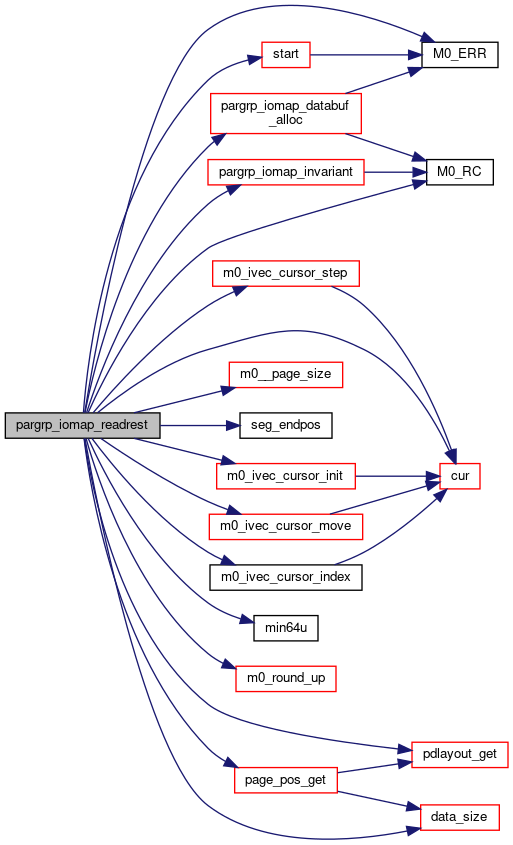 M0_ERR
start
pargrp_iomap_databuf
_alloc
pargrp_iomap_invariant
M0_RC
m0_ivec_cursor_step
m0__page_size
pargrp_iomap_readrest
seg_endpos
m0_ivec_cursor_init
cur
m0_ivec_cursor_move
m0_ivec_cursor_index
min64u
m0_round_up
pdlayout_get
page_pos_get
data_size